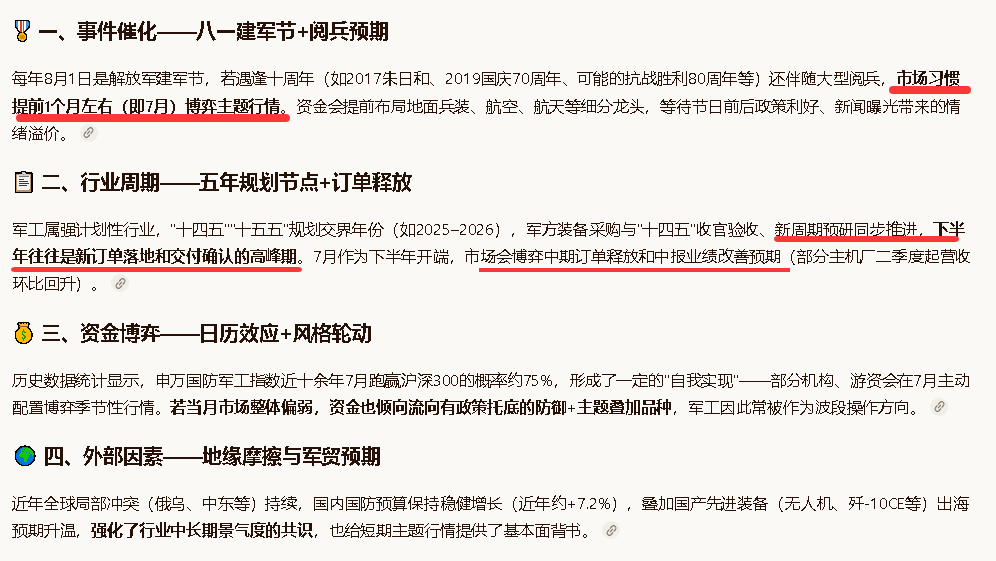 一、事件催化——八一建军节+阅兵预期
每年8月1日是解放军建军节，若遇逢十周年（如2017朱日和、2019国庆70周年、可能的抗战胜利80周年等）还伴随大型阅兵，市场习惯
提前1个月左右（即7月）博弈主题行情。资金会提前布局地面兵装、航空、航天等细分龙头，等待节日前后政策利好、新闻曝光带来的情
绪溢价。
二、行业周期——五年规划节点+订单释放
军工属强计划性行业，"十四五""十五五"规划交界年份（如2025–2026），军方装备采购与"十四五"收官验收、新周期预研同步推进，下半
年往往是新订单落地和交付确认的高峰期。7月作为下半年开端，市场会博弈中期订单释放和中报业绩改善预期（部分主机厂二季度起营收
环比回升）。
三、资金博弈——日历效应+风格轮动
历史数据统计显示，申万国防军工指数近十余年7月跑赢沪深300的概率约75%，形成了一定的"自我实现"——部分机构、游资会在7月主动
配置博弈季节性行情。若当月市场整体偏弱，资金也倾向流向有政策托底的防御+主题叠加品种，军工因此常被作为波段操作方向。
四、外部因素——地缘摩擦与军贸预期
近年全球局部冲突（俄乌、中东等）持续，国内国防预算保持稳健增长（近年约+7.2%），叠加国产先进装备（无人机、歼-10CE等）出海
预期升温，强化了行业中长期景气度的共识，也给短期主题行情提供了基本面背书。